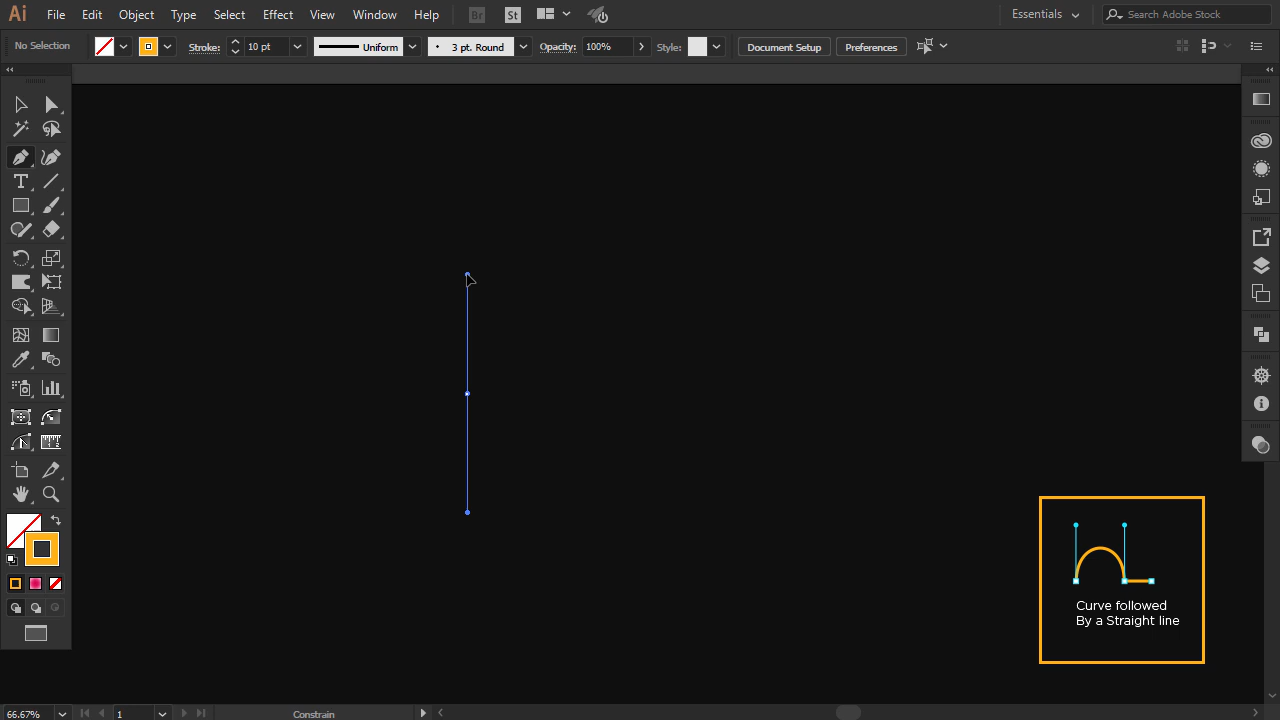 Ai File Edit Object Type Select Effect View Window Help Br St Essentials Search Adobe Stock
No Selection Stroke: 10 pt Uniform 3 pt. Round Opacity: 100% Style: Document Setup Preferences
T
Curve followed
By a Straight line
66.67% 1 Constrain